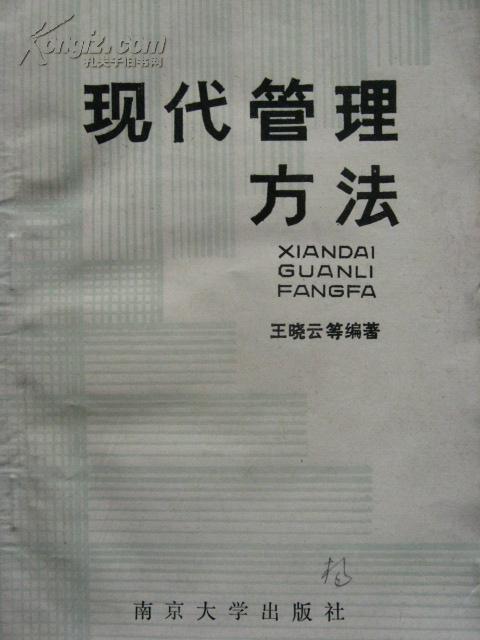 Kongfz.com
孔夫子旧书网
现代管理
方法
XIANDAI
GUANLI
FANGFA
王晓云等编著
南京大学出版社